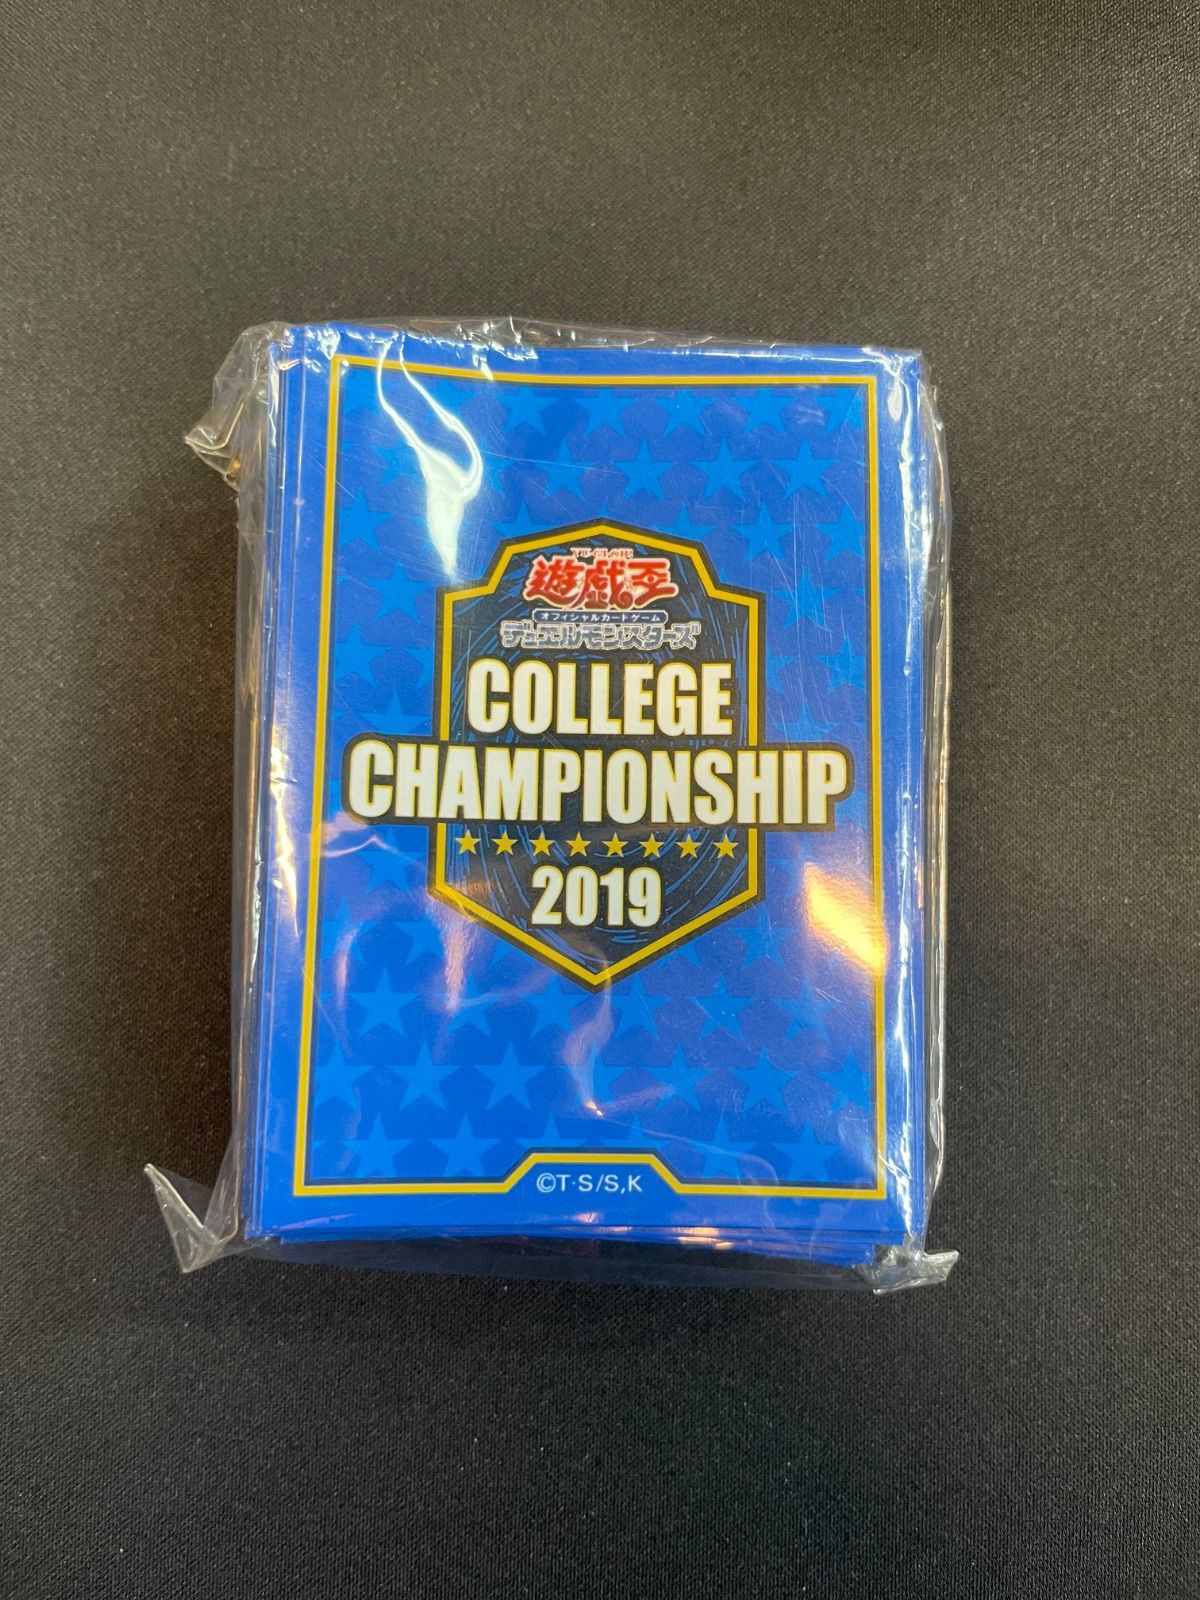 YU-GI-OH!
遊戯王
オフィシャルカードゲーム
デュエルモンスターズ
COLLEGE
CHAMPIONSHIP
2019
©T·S/S,K